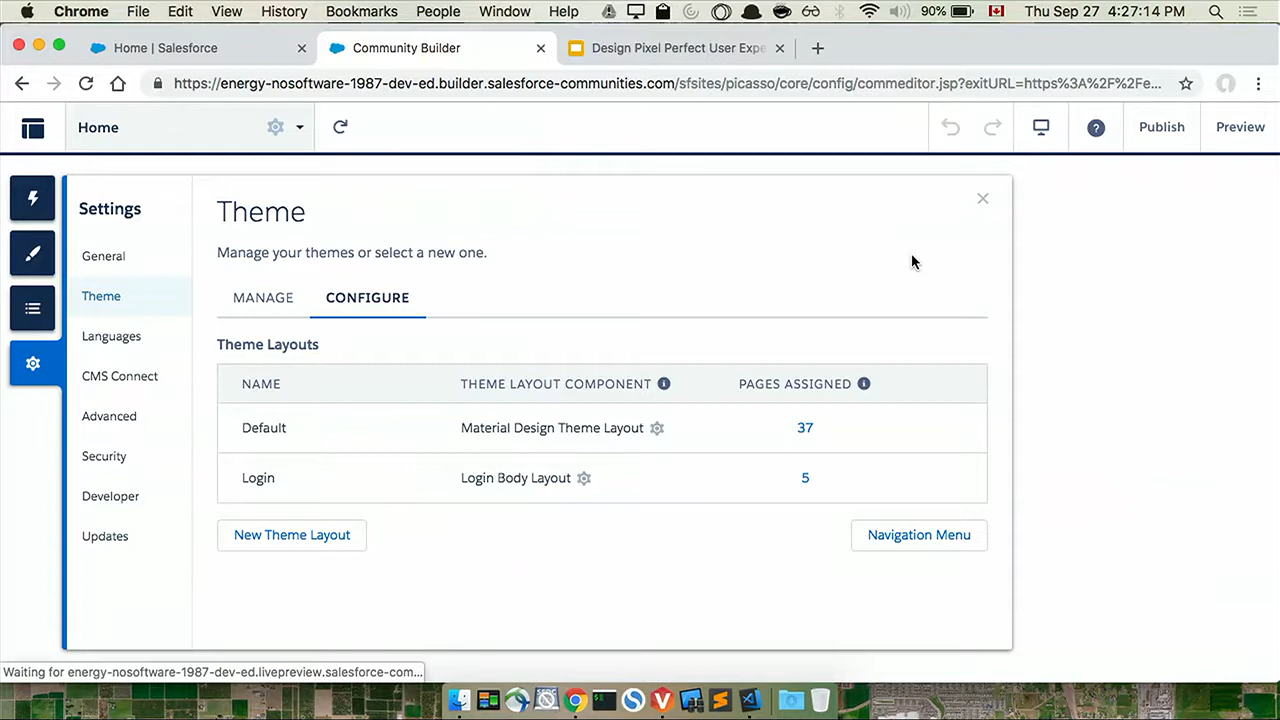 Chrome File Edit View History Bookmarks People Window Help 90% Thu Sep 27 4:27:14 PM
Home | Salesforce Community Builder Design Pixel Perfect User Expe
https://energy-nosoftware-1987-dev-ed.builder.salesforce-communities.com/sfsites/picasso/core/config/commeditor.jsp?exitURL=https%3A%2F%2Fe...
Home Publish Preview
Settings
General
Theme
Languages
CMS Connect
Advanced
Security
Developer
Updates
Theme
Manage your themes or select a new one.
MANAGE CONFIGURE
Theme Layouts
NAME THEME LAYOUT COMPONENT PAGES ASSIGNED
Default Material Design Theme Layout 37
Login Login Body Layout 5
New Theme Layout Navigation Menu
Waiting for energy-nosoftware-1987-dev-ed.livepreview.salesforce-com...